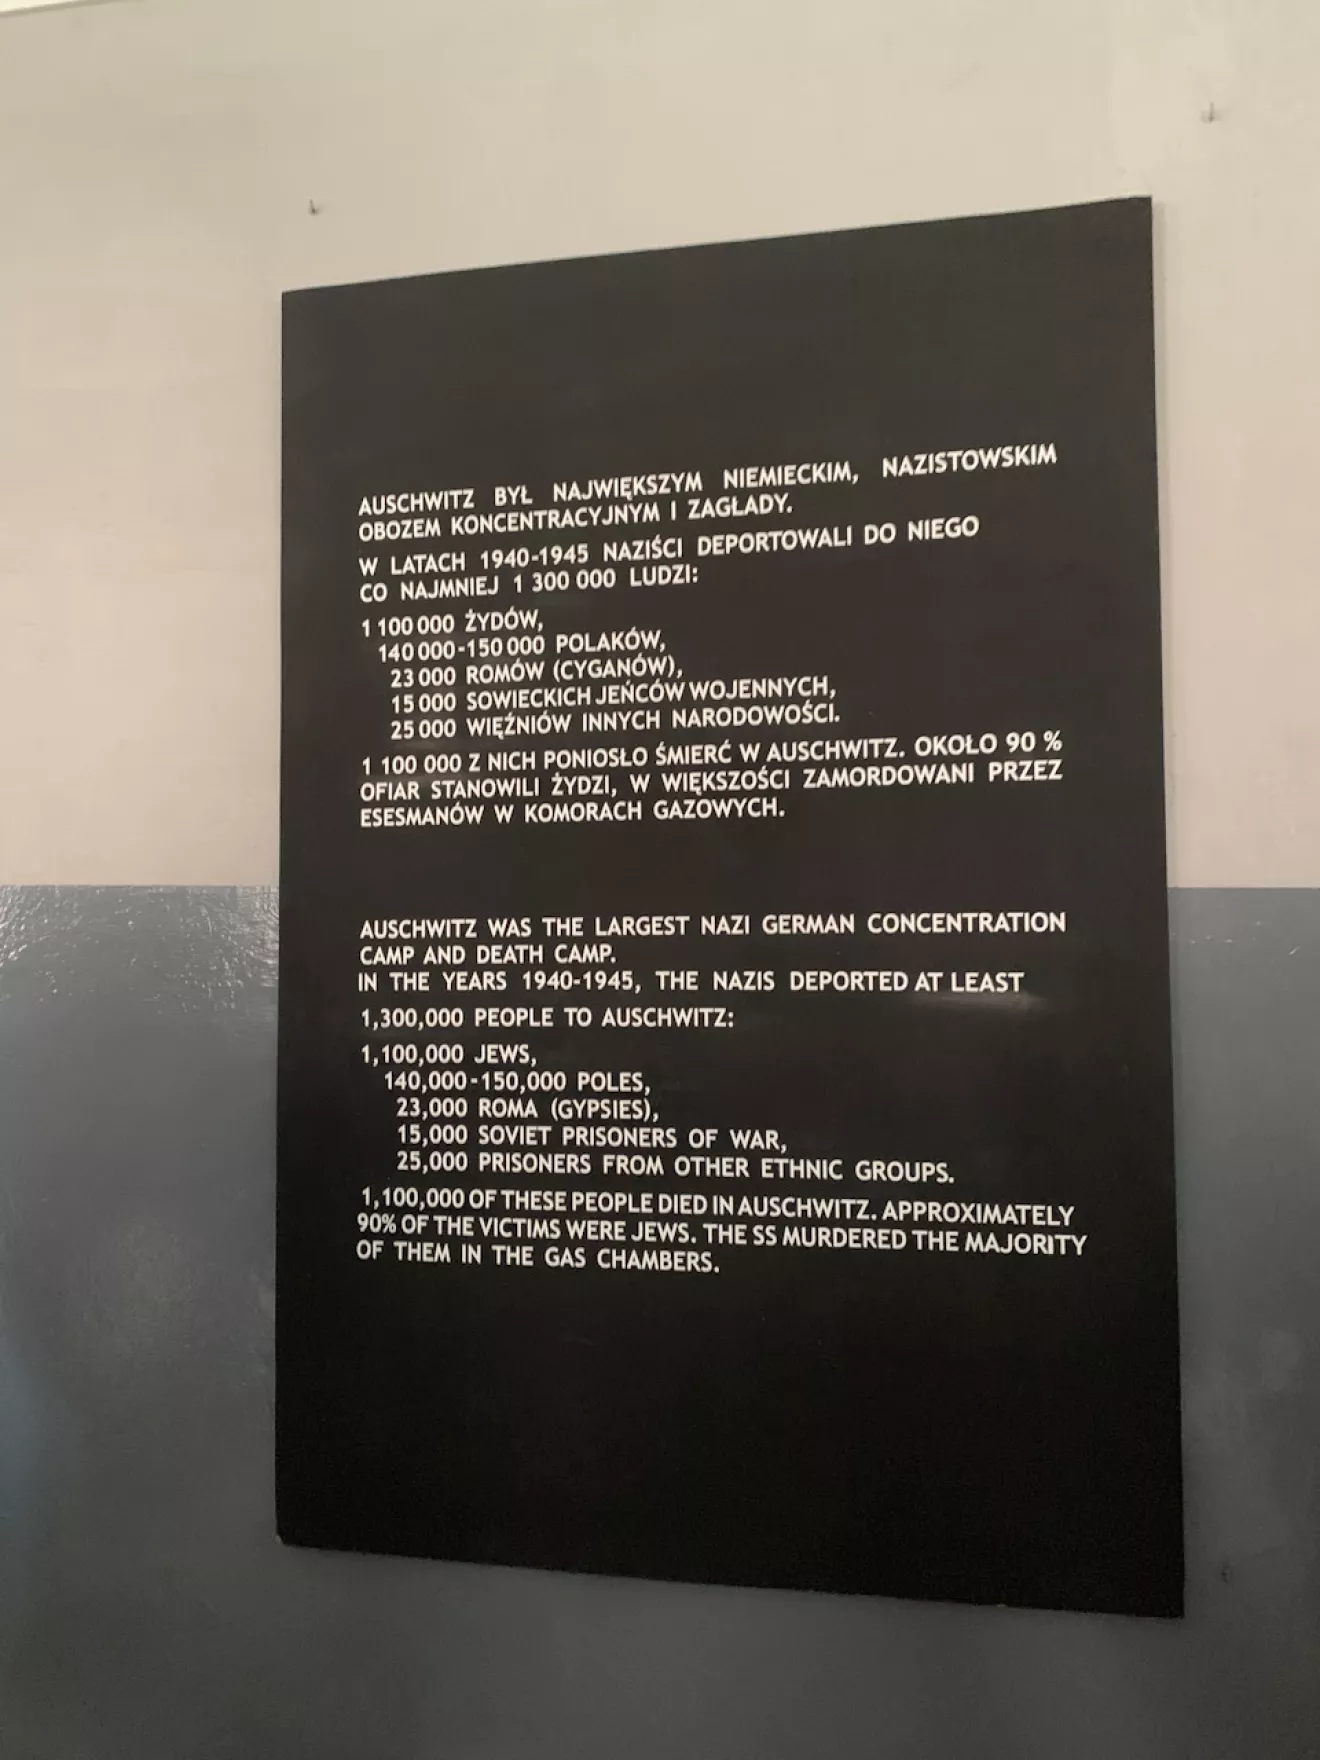 AUSCHWITZ BYŁ NAJWIĘKSZYM NIEMIECKIM, NAZISTOWSKIM
OBOZEM KONCENTRACYJNYM I ZAGŁADY.
W LATACH 1940-1945 NAZIŚCI DEPORTOWALI DO NIEGO
CO NAJMNIEJ 1 300 000 LUDZI:
1 100 000 ŻYDÓW,
140 000-150 000 POLAKÓW,
23 000 ROMÓW (CYGANÓW),
15 000 SOWIECKICH JEŃCÓW WOJENNYCH,
25 000 WIĘŹNIÓW INNYCH NARODOWOŚCI.
1 100 000 Z NICH PONIOSŁO ŚMIERĆ W AUSCHWITZ. OKOŁO 90 %
OFIAR STANOWILI ŻYDZI, W WIĘKSZOŚCI ZAMORDOWANI PRZEZ
ESESMANÓW W KOMORACH GAZOWYCH.
AUSCHWITZ WAS THE LARGEST NAZI GERMAN CONCENTRATION
CAMP AND DEATH CAMP.
IN THE YEARS 1940-1945, THE NAZIS DEPORTED AT LEAST
1,300,000 PEOPLE TO AUSCHWITZ:
1,100,000 JEWS,
140,000-150,000 POLES,
23,000 ROMA (GYPSIES),
15,000 SOVIET PRISONERS OF WAR,
25,000 PRISONERS FROM OTHER ETHNIC GROUPS.
1,100,000 OF THESE PEOPLE DIED IN AUSCHWITZ. APPROXIMATELY
90% OF THE VICTIMS WERE JEWS. THE SS MURDERED THE MAJORITY
OF THEM IN THE GAS CHAMBERS.